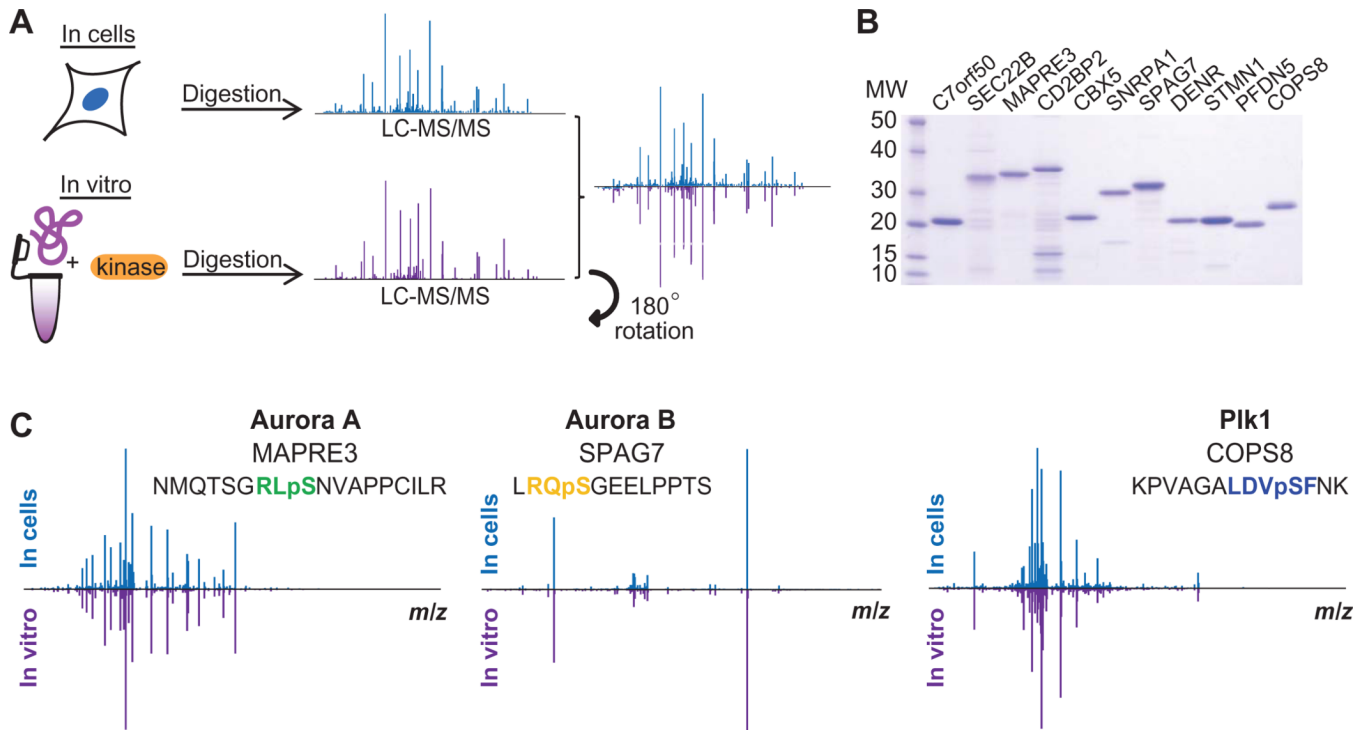 A
In cells
Digestion
LC-MS/MS
In vitro
+
kinase
Digestion
LC-MS/MS
180°
rotation
B
MW
C7orf50
SEC22B
MAPRE3
CD2BP2
CBX5
SNRPA1
SPAG7
DENR
STMN1
PFDN5
COPS8
50
40
30
20
15
10
C
Aurora A
MAPRE3
NMQTSGRLpSNVAPPCILR
In cells
In vitro
m/z
Aurora B
SPAG7
LRQpSGEELPPTS
In cells
In vitro
m/z
Plk1
COPS8
KPVAGALDVpSFNK
In cells
In vitro
m/z